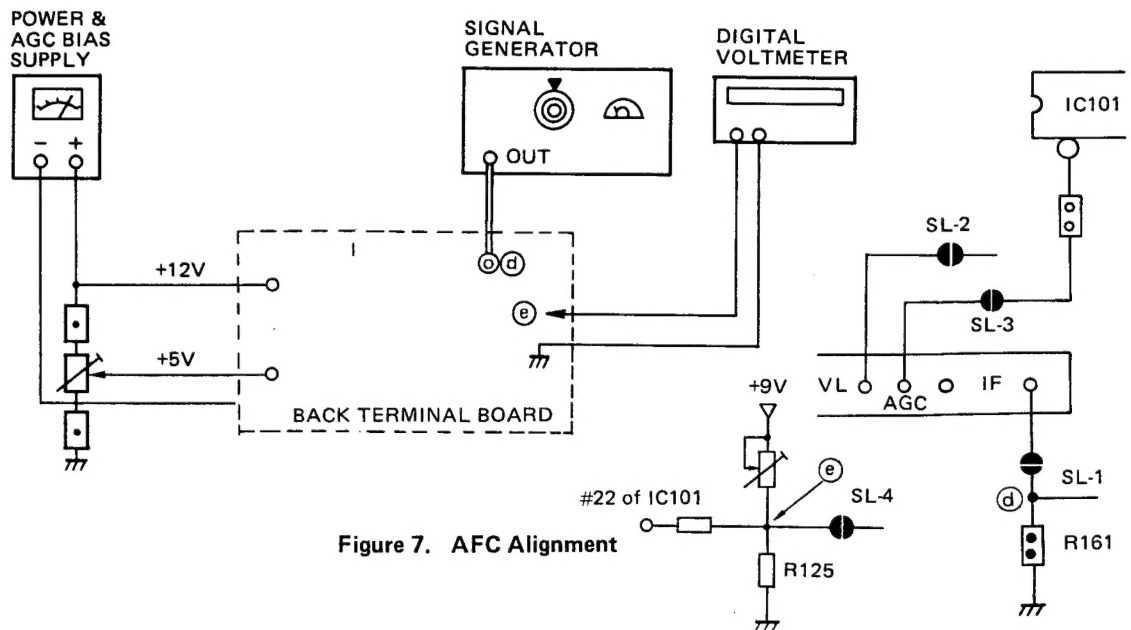 POWER &
AGC BIAS
SUPPLY
- +
SIGNAL
GENERATOR
OUT
DIGITAL
VOLTMETER
IC101
+12V
+5V
d
e
BACK TERMINAL BOARD
SL-2
SL-3
VL
AGC
IF
+9V
e
#22 of IC101
SL-4
R125
d
SL-1
R161
Figure 7. AFC Alignment